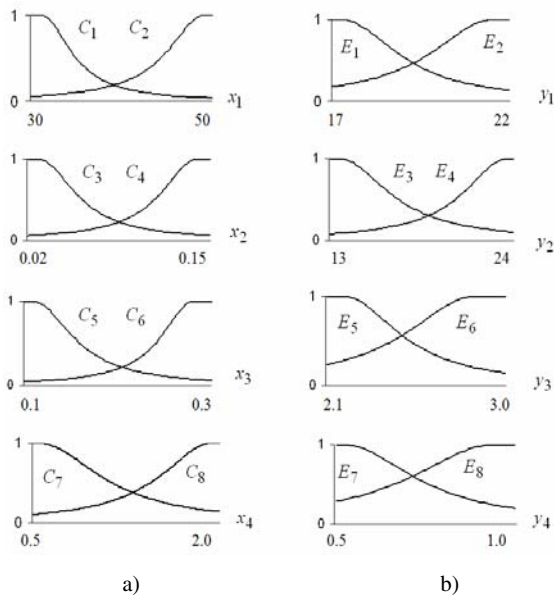 1 C1 C2
0 x1
30 50
1 C3 C4
0 x2
0.02 0.15
1 C5 C6
0 x3
0.1 0.3
1 C7 C8
0 x4
0.5 2.0
a)
1 E1 E2
0 y1
17 22
1 E3 E4
0 y2
13 24
1 E5 E6
0 y3
2.1 3.0
1 E7 E8
0 y4
0.5 1.0
b)